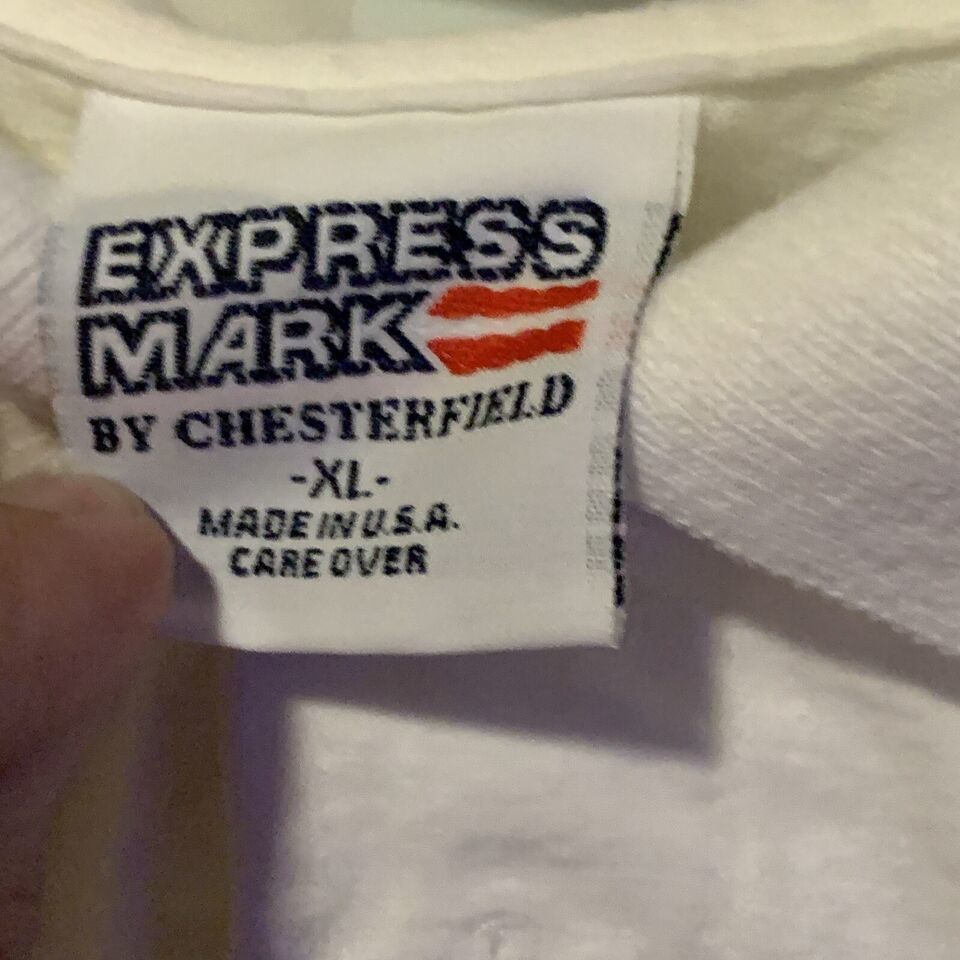 EXPRESS
MARK
BY CHESTERFIELD
-XL-
MADE IN U.S.A.
CARE OVER